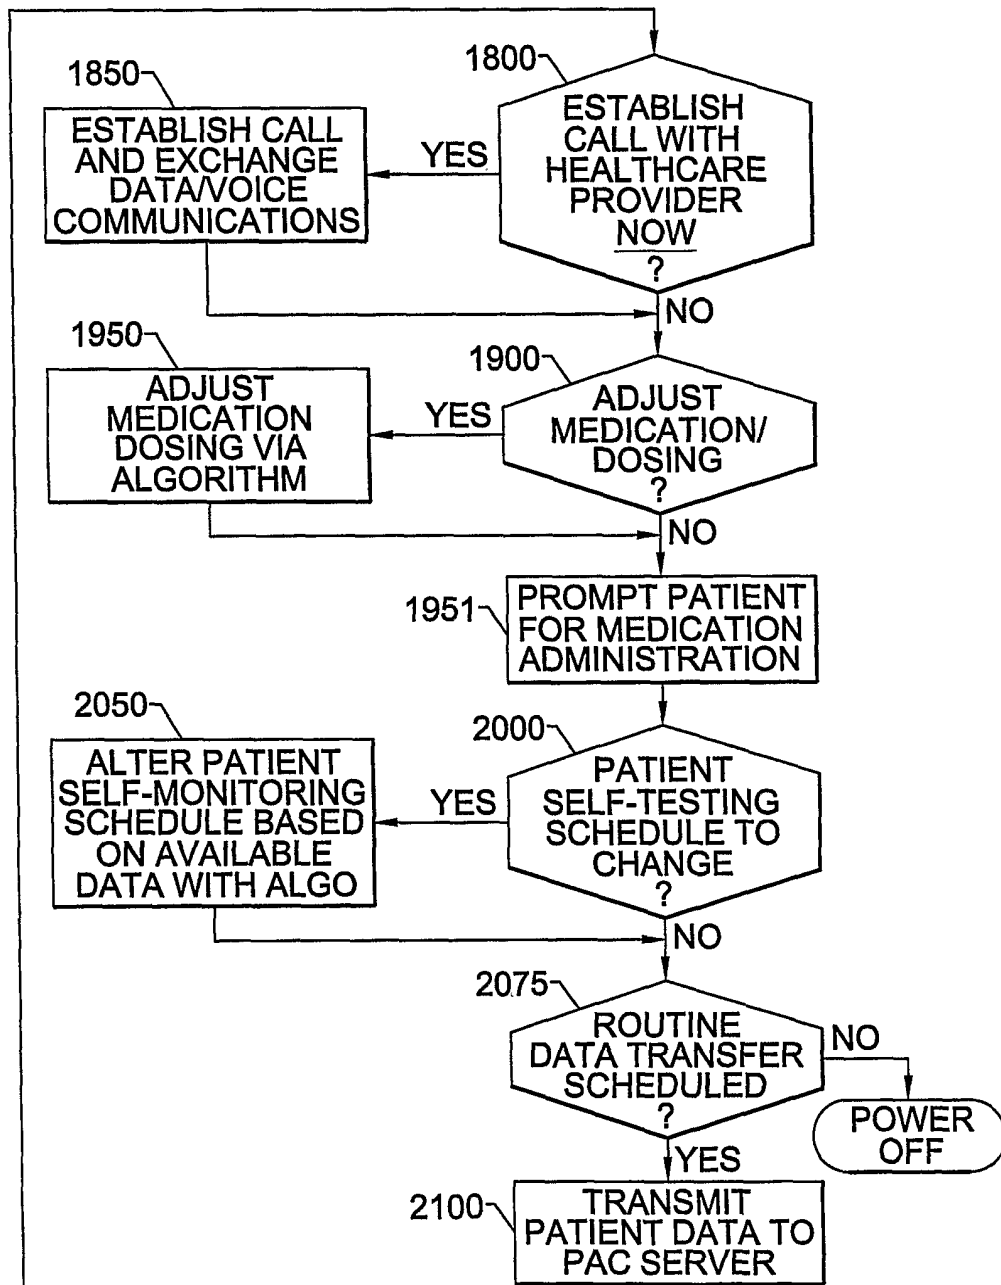 1800
ESTABLISH
CALL WITH
HEALTHCARE
PROVIDER
NOW
?
YES
NO
1850
ESTABLISH CALL
AND EXCHANGE
DATA/VOICE
COMMUNICATIONS
1900
ADJUST
MEDICATION/
DOSING
?
YES
NO
1950
ADJUST
MEDICATION
DOSING VIA
ALGORITHM
1951
PROMPT PATIENT
FOR MEDICATION
ADMINISTRATION
2000
PATIENT
SELF-TESTING
SCHEDULE TO
CHANGE
?
YES
NO
2050
ALTER PATIENT
SELF-MONITORING
SCHEDULE BASED
ON AVAILABLE
DATA WITH ALGO
2075
ROUTINE
DATA TRANSFER
SCHEDULED
?
NO
POWER
OFF
YES
2100
TRANSMIT
PATIENT DATA TO
PAC SERVER